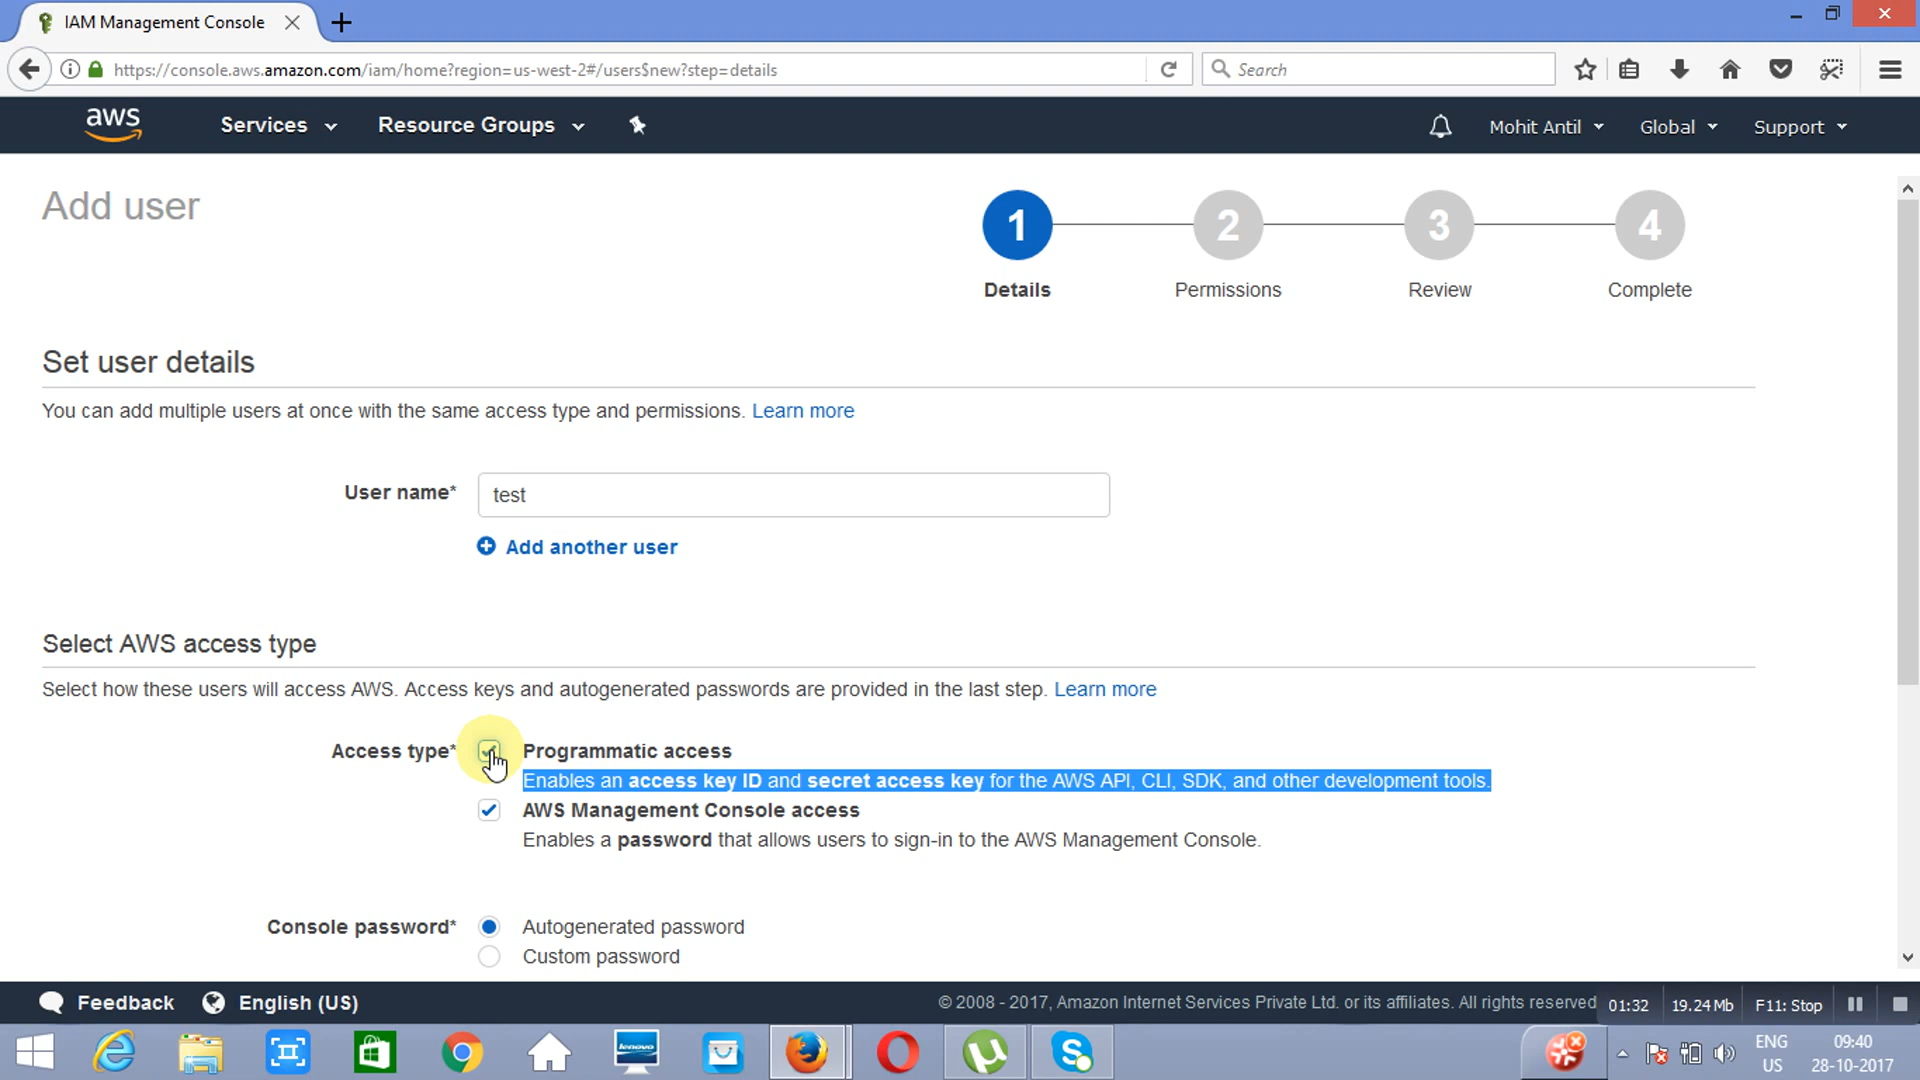 IAM Management Console
https://console.aws.amazon.com/iam/home?region=us-west-2#/users$new?step=details
Search
aws
Services
Resource Groups
Mohit Antil
Global
Support
Add user
1
2
3
4
Details
Permissions
Review
Complete
Set user details
You can add multiple users at once with the same access type and permissions. Learn more
User name*
test
Add another user
Select AWS access type
Select how these users will access AWS. Access keys and autogenerated passwords are provided in the last step. Learn more
Access type*
Programmatic access
Enables an access key ID and secret access key for the AWS API, CLI, SDK, and other development tools.
AWS Management Console access
Enables a password that allows users to sign-in to the AWS Management Console.
Console password*
Autogenerated password
Custom password
Feedback
English (US)
© 2008 - 2017, Amazon Internet Services Private Ltd. or its affiliates. All rights reserved
01:32
19.24 Mb
F11: Stop
lenovo
ENG
US
09:40
28-10-2017